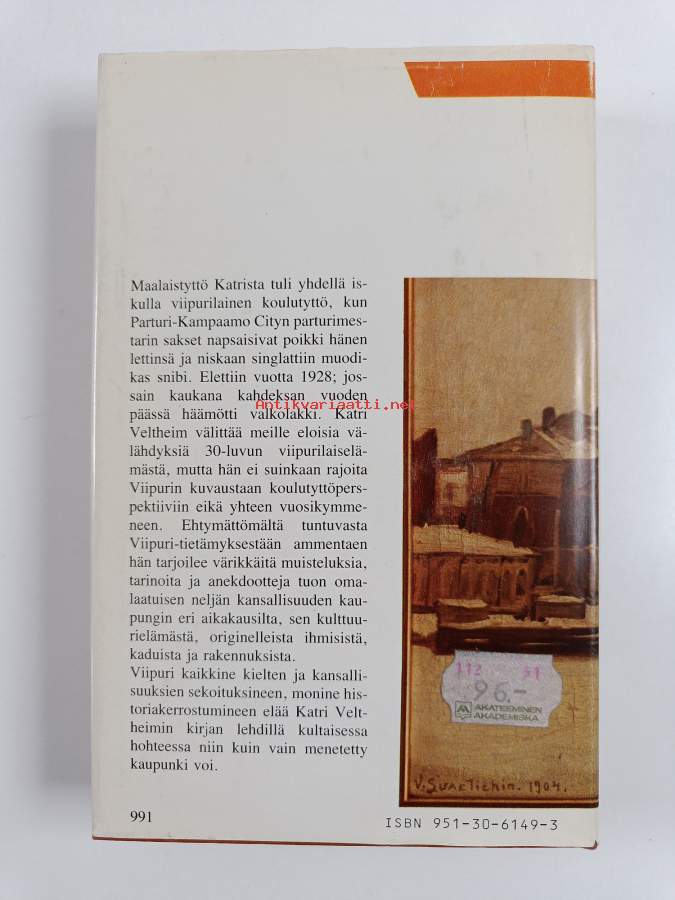 Maalaistyttö Katrista tuli yhdellä is-
kulla viipurilainen koulutyttö, kun
Parturi-Kampaamo Cityn parturimes-
tarin sakset napsaisivat poikki hänen
lettinsä ja niskaan singlattiin muodi-
kas snibi. Elettiin vuotta 1928; jos-
sain kaukana kahdeksan vuoden
päässä häämötti valkolakki. Katri
Veltheim välittää meille eloisia vä-
lähdyksiä 30-luvun viipurilaiselä-
mästä, mutta hän ei suinkaan rajoita
Viipurin kuvaustaan koulutyttöpers-
pektiiviin eikä yhteen vuosikymme-
neen. Ehtymättömältä tuntuvasta
Viipuri-tietämyksestään ammentaen
hän tarjoilee värikkäitä muisteluksia,
tarinoita ja anekdootteja tuon oma-
laatuisen neljän kansallisuuden kau-
pungin eri aikakausilta, sen kulttuu-
rielämästä, originelleista ihmisistä,
kaduista ja rakennuksista.
Viipuri kaikkine kielten ja kansalli-
suuksien sekoituksineen, monine his-
toriakerrostumineen elää Katri Velt-
heimin kirjan lehdillä kultaisessa
hohteessa niin kuin vain menetetty
kaupunki voi.
991
Antikvariaatti.net
112 51
96.-
AKATEEMINEN
AKADEMISKA
1904.
ISBN 951-30-6149-3